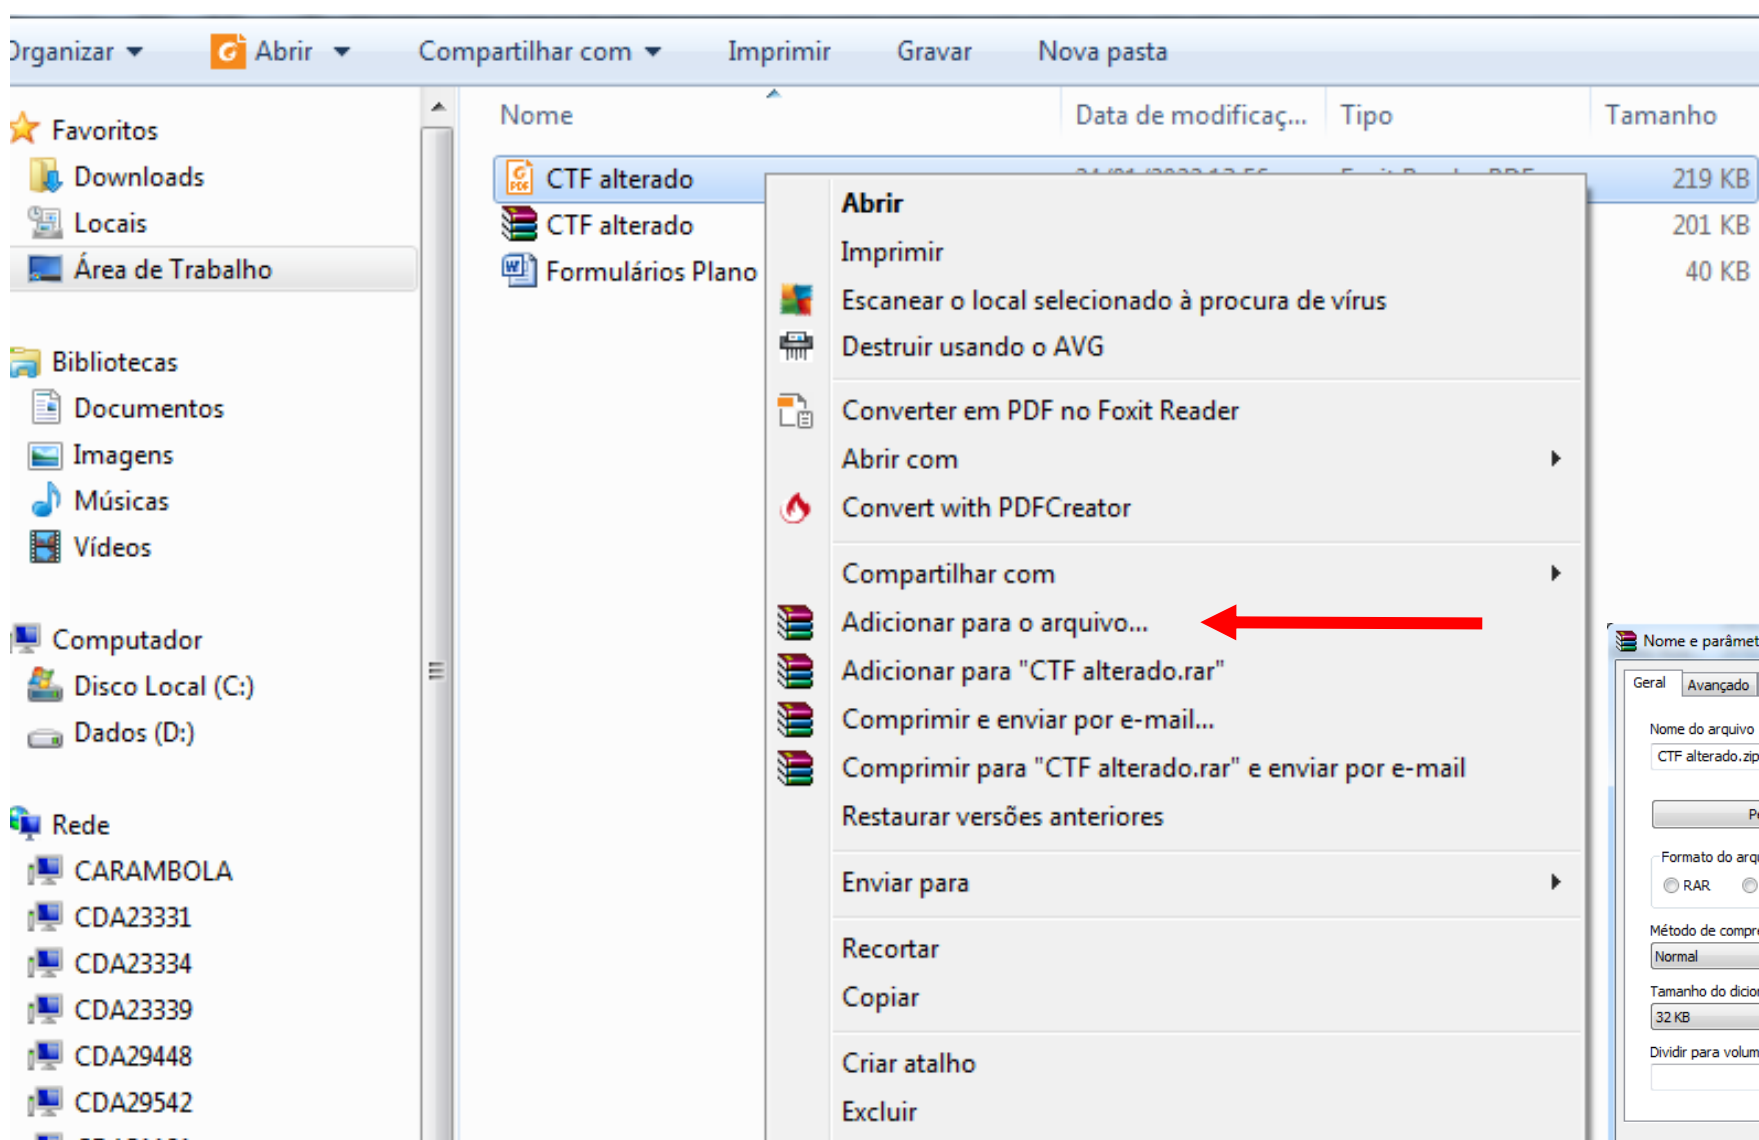 Organizar
Abrir
Compartilhar com
Imprimir
Gravar
Nova pasta
Favoritos
Downloads
Locais
Área de Trabalho
Bibliotecas
Documentos
Imagens
Músicas
Vídeos
Computador
Disco Local (C:)
Dados (D:)
Rede
CARAMBOLA
CDA23331
CDA23334
CDA23339
CDA29448
CDA29542
Nome
Data de modificaç...
Tipo
Tamanho
CTF alterado
219 KB
CTF alterado
201 KB
Formulários Plano
40 KB
Abrir
Imprimir
Escanear o local selecionado à procura de vírus
Destruir usando o AVG
Converter em PDF no Foxit Reader
Abrir com
Convert with PDFCreator
Compartilhar com
Adicionar para o arquivo...
Adicionar para "CTF alterado.rar"
Comprimir e enviar por e-mail...
Comprimir para "CTF alterado.rar" e enviar por e-mail
Restaurar versões anteriores
Enviar para
Recortar
Copiar
Criar atalho
Excluir
Nome e parâmet
Geral
Avançado
Nome do arquivo
CTF alterado.zip
Formato do arqu
RAR
Método de compre
Normal
Tamanho do dicion
32 KB
Dividir para volum